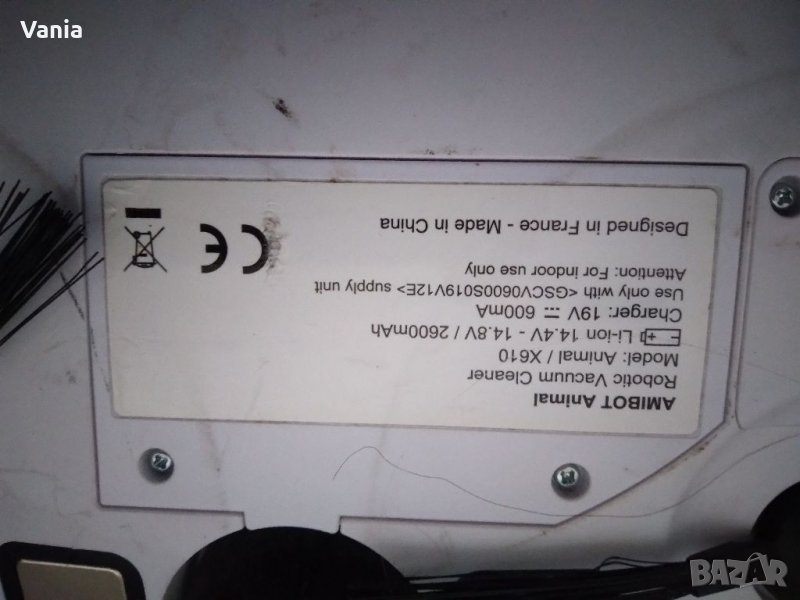 Vania
AMIBOT Animal
Robotic Vacuum Cleaner
Model: Animal / X610
Li-ion 14.4V - 14.8V / 2600mAh
Charger: 19V ⎓ 600mA
Use only with <GSCV0600S019V12E> supply unit
Attention: For indoor use only
CE
Designed in France - Made in China
BAZAR